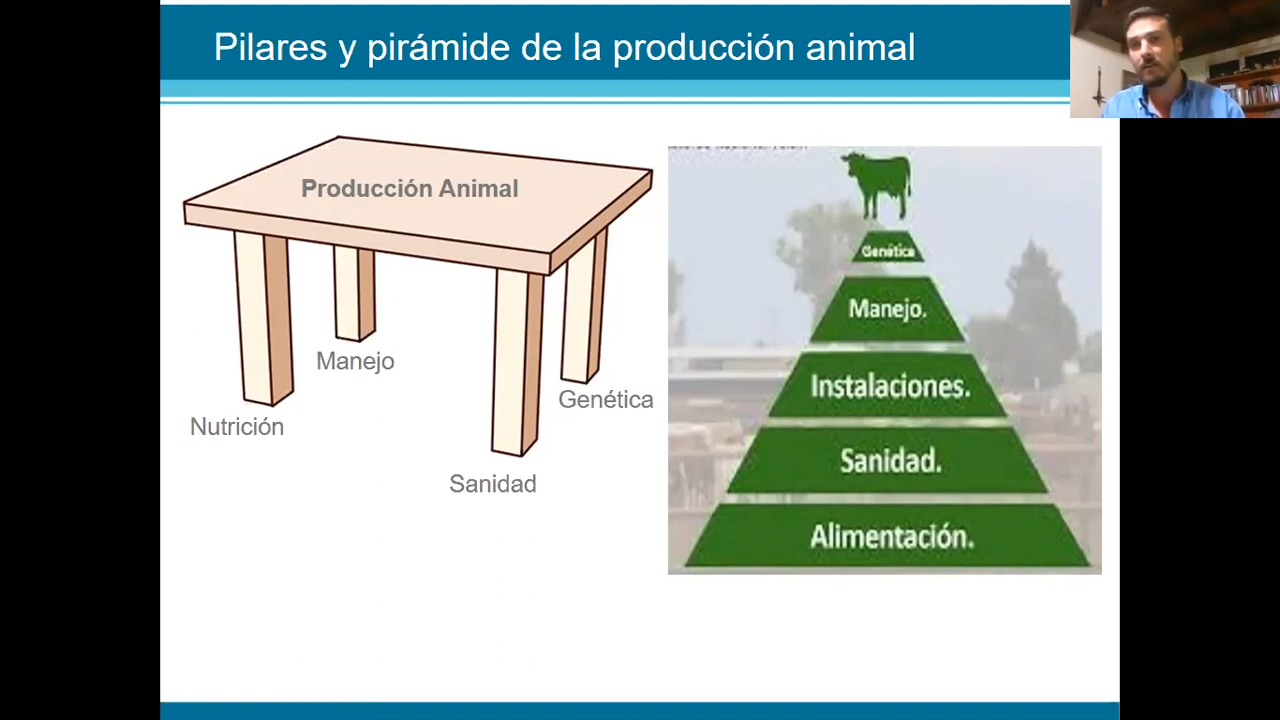 Pilares y pirámide de la producción animal
Producción Animal
Manejo
Genética
Nutrición
Sanidad
Genética
Manejo.
Instalaciones.
Sanidad.
Alimentación.